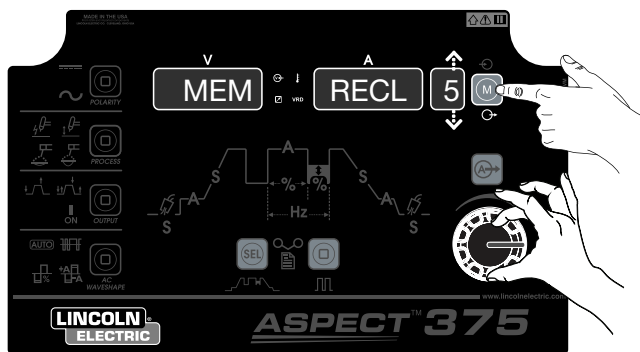 MADE IN THE USA
V
A
MEM
VRD
RECL
5
M
POLARITY
PROCESS
ON
OUTPUT
AUTO
%
A
AC
WAVESHAPE
S
A
S
A
%
%
Hz
S
A
S
A
SEL
www.lincolnelectric.com
LINCOLN
ELECTRIC
ASPECT™ 375